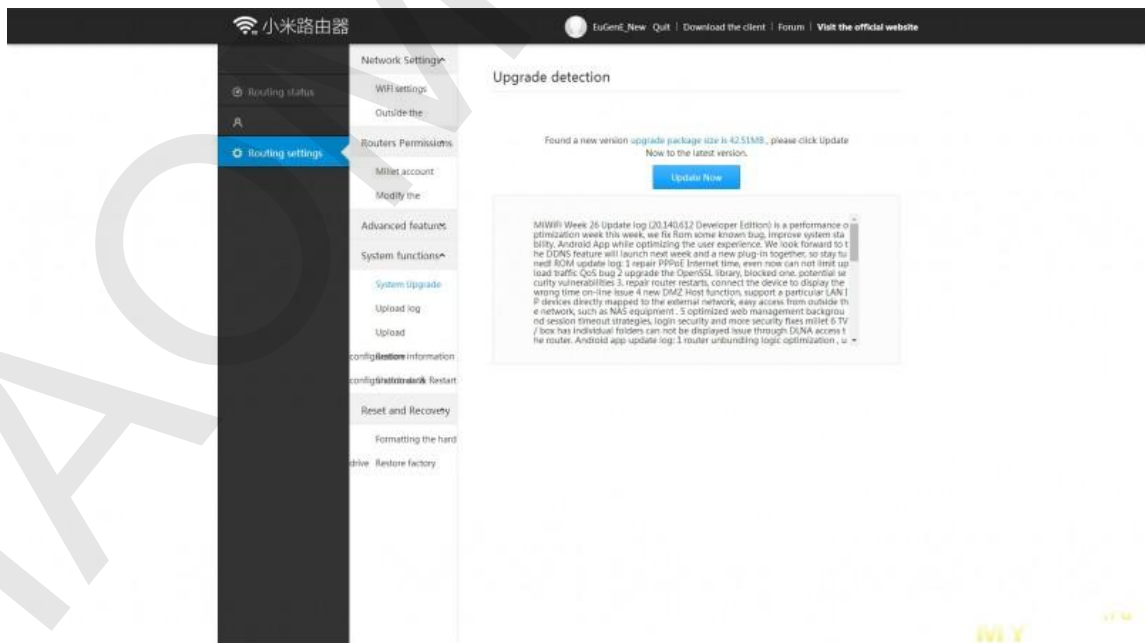 小米路由器
EuGenE_New Quit | Download the client | Forum | Visit the official website
Network Settings
Upgrade detection
Routing status
WiFi settings
Outside the
Routing settings
Routers Permissions
Found a new version upgrade package size is 42.51MB , please click Update
Now to the latest version.
Millet account
Update Now
Modify the
Advanced features
MiWiFi Week 26 Update log (20,140,612 Developer Edition) is a performance o
ptimization week this week, we fix Rom some known bug, improve system sta
bility, Android App while optimizing the user experience. We look forward to t
he DDNS feature will launch next week and a new plug-in together, so stay tu
ned! ROM update log: 1 repair PPPoE Internet time, even now can not limit up
load traffic QoS bug 2 upgrade the OpenSSL library, blocked one. potential se
curity vulnerabilities 3. repair router restarts, connect the device to display the
wrong time on-line issue 4 new DMZ Host function, support a particular LAN I
P devices directly mapped to the external network, easy access from outside th
e network, such as NAS equipment . 5 optimized web management backgrou
nd session timeout strategies, login security and more security fixes millet 6 TV
/ box has individual folders can not be displayed issue through DLNA access t
he router. Android app update log: 1 router unbundling logic optimization , u
System functions
System Upgrade
Upload log
Upload
information
Restart
Reset and Recovery
Formatting the hard
drive Restore factory
MY